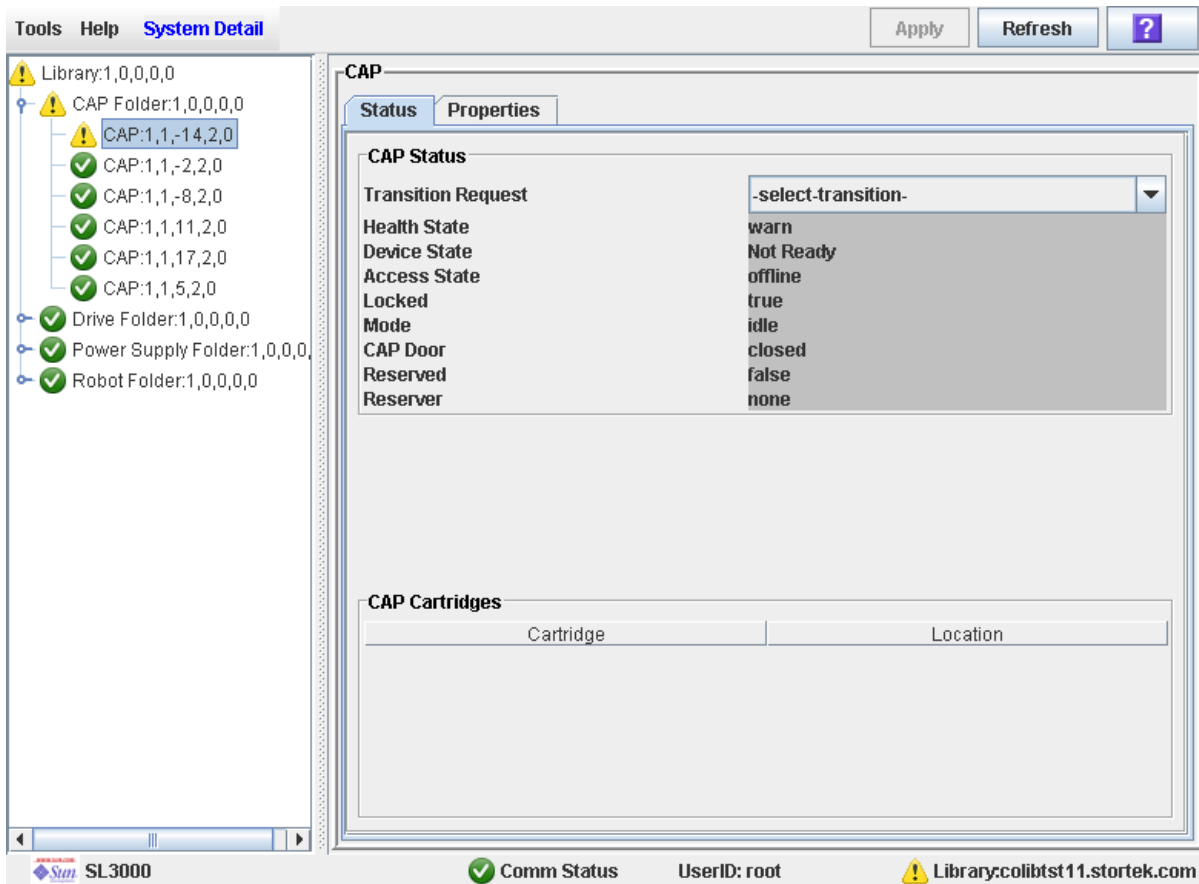 Tools Help System Detail Apply Refresh ?
Library:1,0,0,0,0
CAP Folder:1,0,0,0,0
CAP:1,1,-14,2,0
CAP:1,1,-2,2,0
CAP:1,1,-8,2,0
CAP:1,1,11,2,0
CAP:1,1,17,2,0
CAP:1,1,5,2,0
Drive Folder:1,0,0,0,0
Power Supply Folder:1,0,0,0,
Robot Folder:1,0,0,0,0
CAP
Status Properties
CAP Status
Transition Request -select-transition-
Health State warn
Device State Not Ready
Access State offline
Locked true
Mode idle
CAP Door closed
Reserved false
Reserver none
CAP Cartridges
Cartridge Location
Sun SL3000 Comm Status UserID: root Library:colibtst11.stortek.com